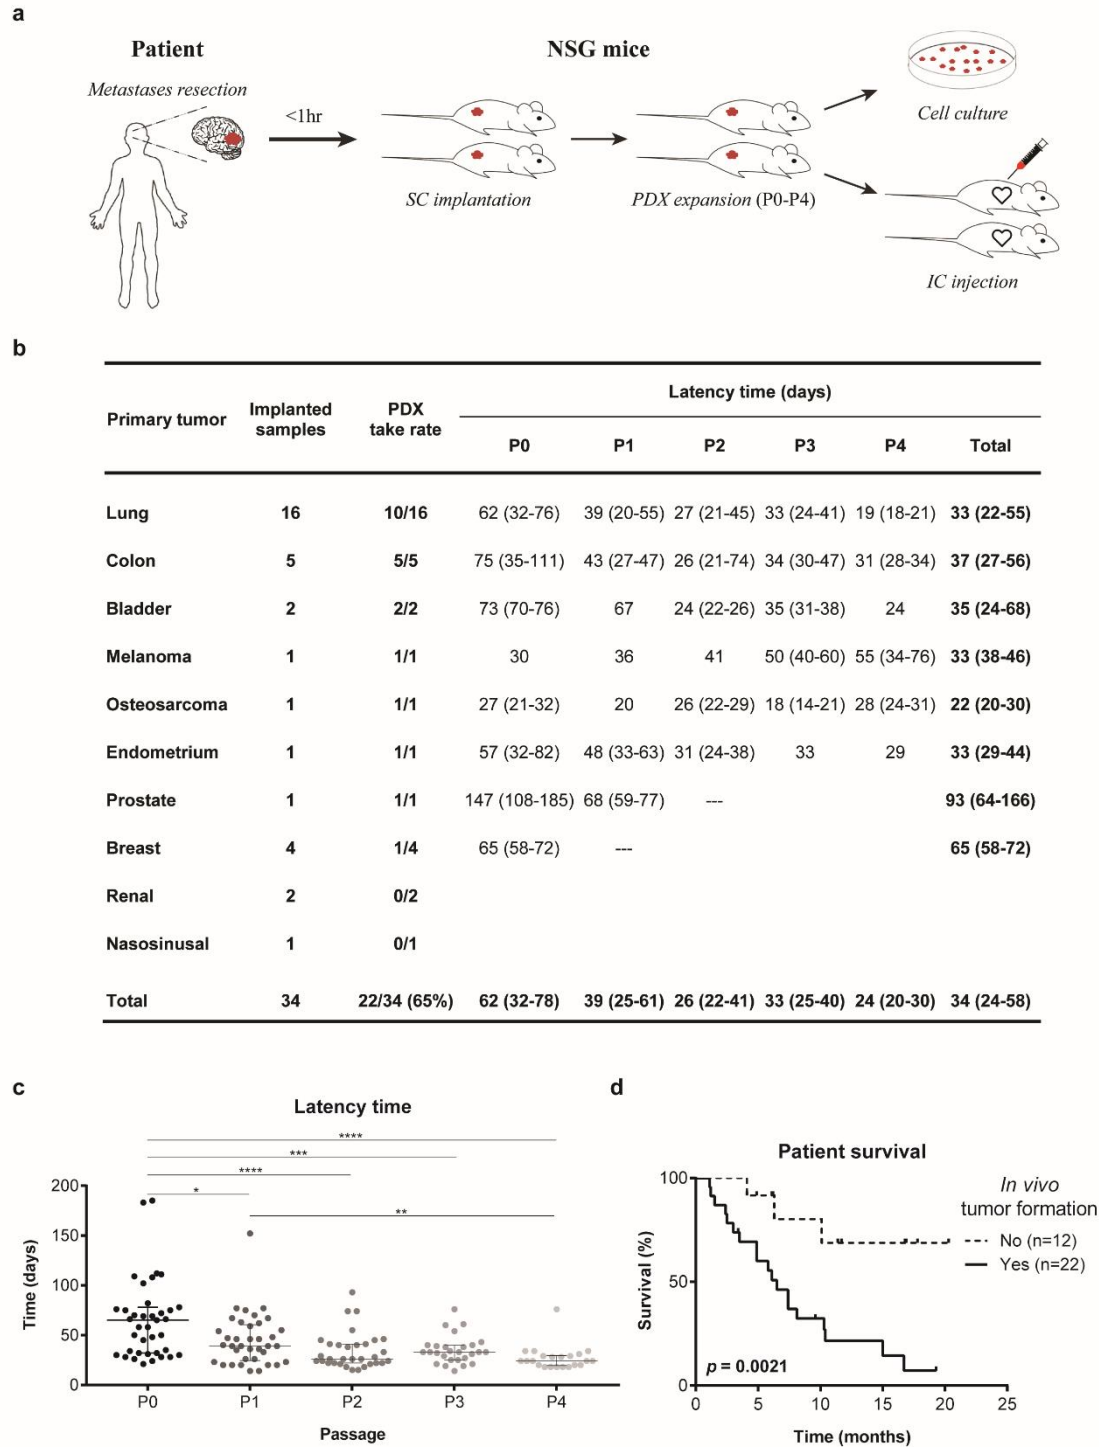 a
Patient
NSG mice
Metastases resection
<1hr
SC implantation
PDX expansion (P0-P4)
Cell culture
IC injection
b
Primary tumor
Implanted
samples
PDX
take rate
Latency time (days)
P0 P1 P2 P3 P4 Total
Lung 16 10/16 62 (32-76) 39 (20-55) 27 (21-45) 33 (24-41) 19 (18-21) 33 (22-55)
Colon 5 5/5 75 (35-111) 43 (27-47) 26 (21-74) 34 (30-47) 31 (28-34) 37 (27-56)
Bladder 2 2/2 73 (70-76) 67 24 (22-26) 35 (31-38) 24 35 (24-68)
Melanoma 1 1/1 30 36 41 50 (40-60) 55 (34-76) 33 (38-46)
Osteosarcoma 1 1/1 27 (21-32) 20 26 (22-29) 18 (14-21) 28 (24-31) 22 (20-30)
Endometrium 1 1/1 57 (32-82) 48 (33-63) 31 (24-38) 33 29 33 (29-44)
Prostate 1 1/1 147 (108-185) 68 (59-77) --- 93 (64-166)
Breast 4 1/4 65 (58-72) --- 65 (58-72)
Renal 2 0/2
Nasosinusal 1 0/1
Total 34 22/34 (65%) 62 (32-78) 39 (25-61) 26 (22-41) 33 (25-40) 24 (20-30) 34 (24-58)
c
Latency time
****
***
****
*
**
200
150
100
50
0
Time (days)
P0 P1 P2 P3 P4
Passage
d
Patient survival
100
50
0
Survival (%)
p = 0.0021
0 5 10 15 20 25
Time (months)
In vivo
tumor formation
No (n=12)
Yes (n=22)